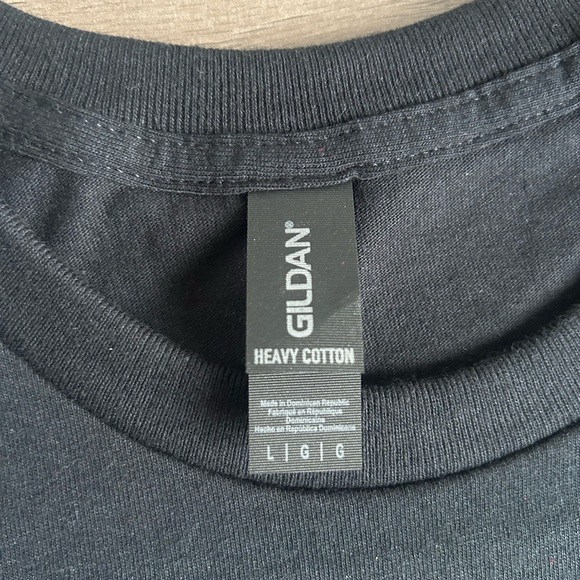 GILDAN®
HEAVY COTTON
Made in Dominican Republic
Fabriqué en République
Dominicaine
Hecho en República Dominicana
L | G | G